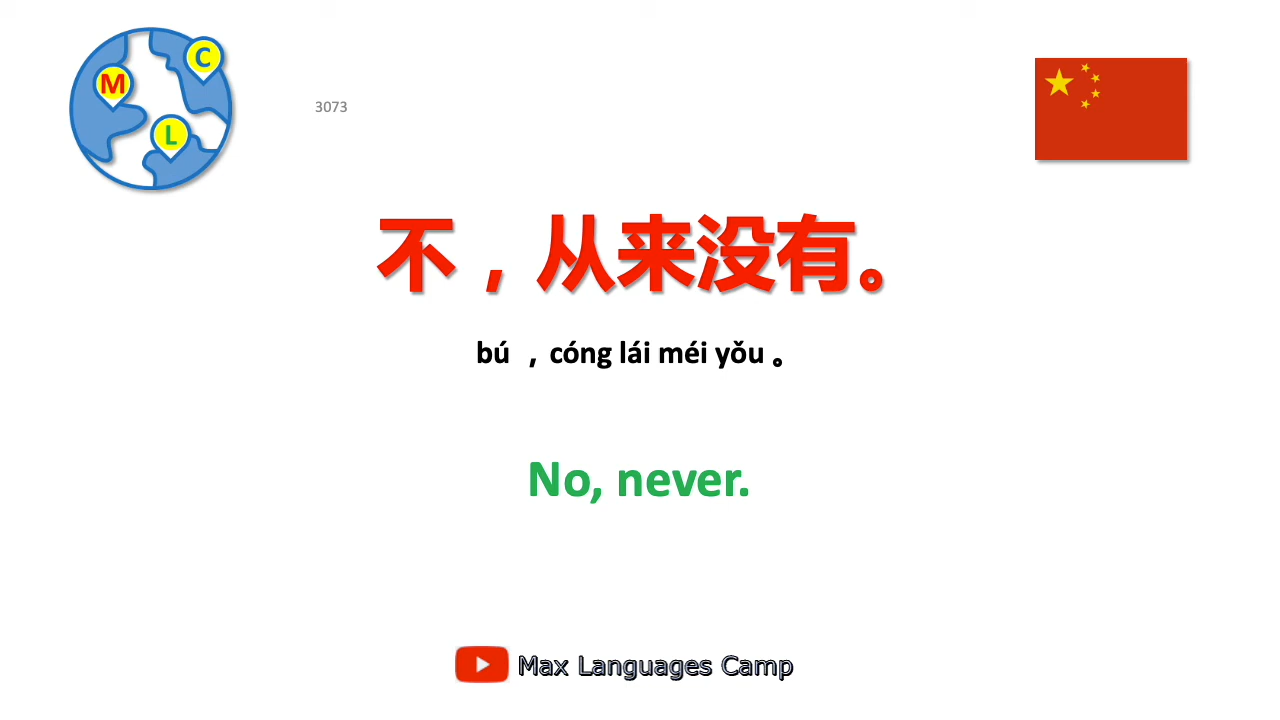 M
C
L
3073
不，从来没有。
bú ，cóng lái méi yǒu 。
No, never.
Max Languages Camp